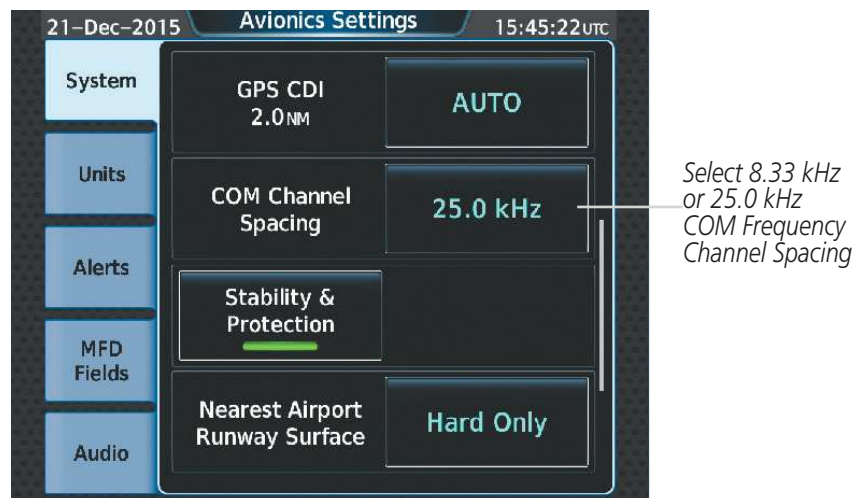 21–Dec–2015
Avionics Settings
15:45:22UTC
System
Units
Alerts
MFD
Fields
Audio
GPS CDI
2.0NM
AUTO
COM Channel
Spacing
25.0 kHz
Stability &
Protection
Nearest Airport
Runway Surface
Hard Only
Select 8.33 kHz
or 25.0 kHz
COM Frequency
Channel Spacing